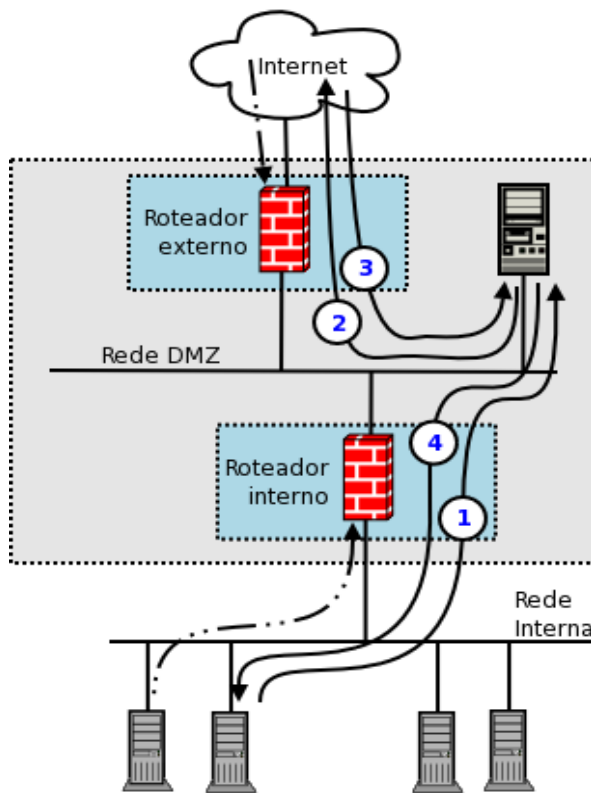 Internet
Roteador
externo
3
2
Rede DMZ
4
Roteador
interno
1
Rede
Interna